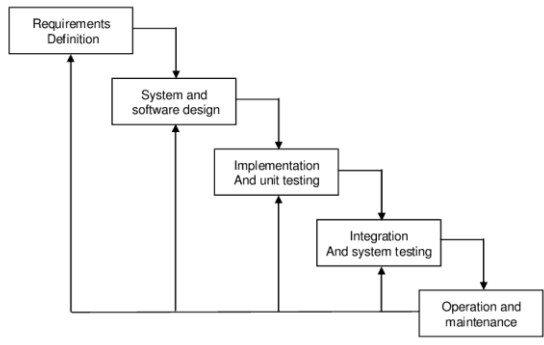 Requirements
Definition
System and
software design
Implementation
And unit testing
Integration
And system testing
Operation and
maintenance